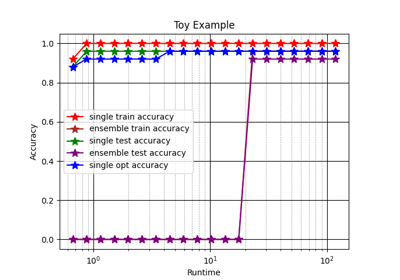 Toy Example
1.0
0.8
0.6
0.4
0.2
0.0
Accuracy
single train accuracy
ensemble train accuracy
single test accuracy
ensemble test accuracy
single opt accuracy
10⁰
10¹
10²
Runtime